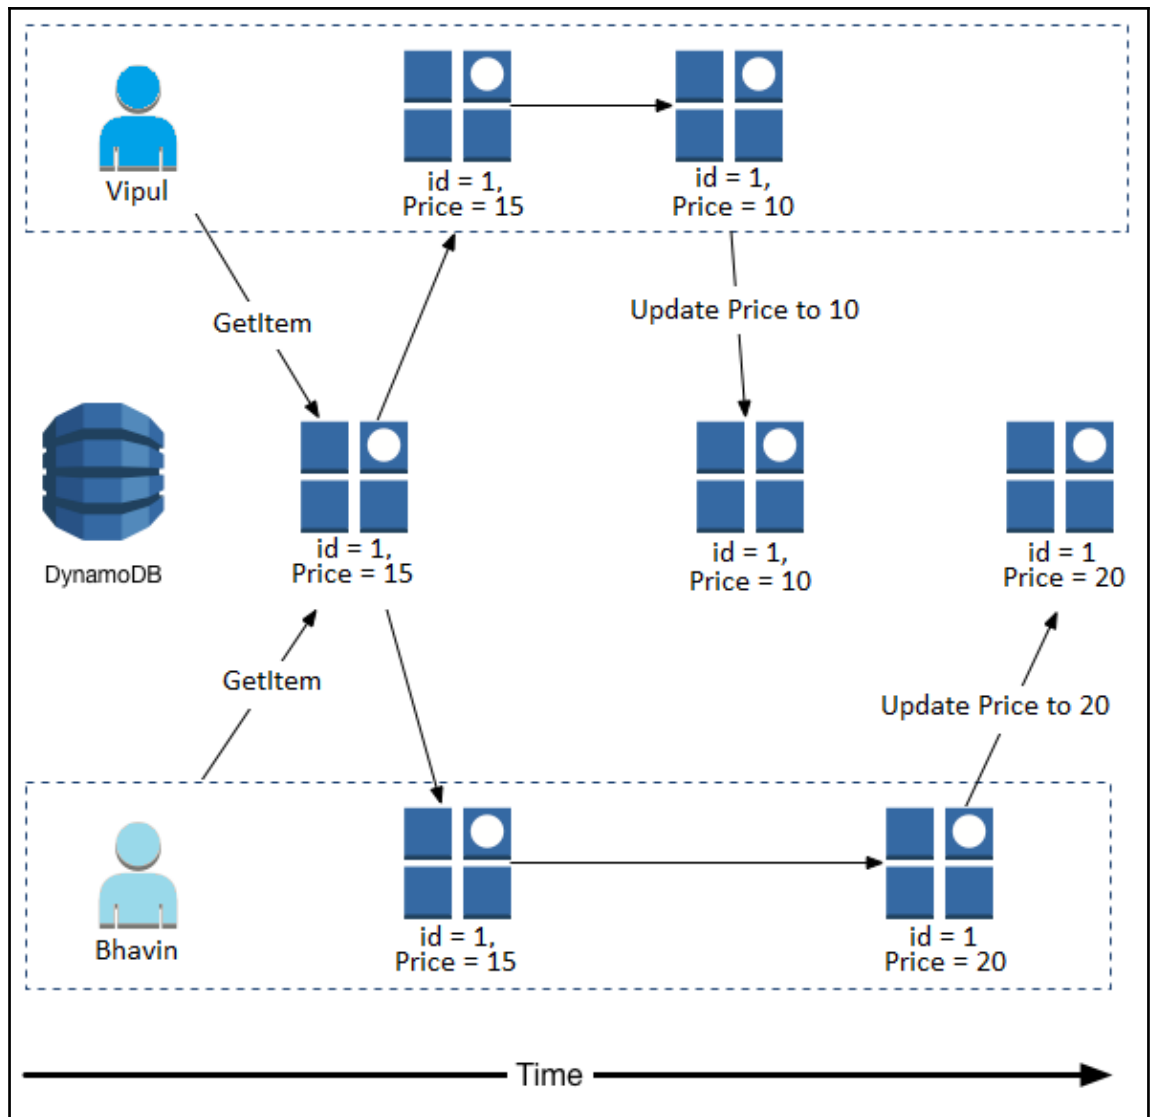 Vipul
id = 1,
Price = 15
id = 1,
Price = 10
GetItem
Update Price to 10
DynamoDB
id = 1,
Price = 15
id = 1,
Price = 10
id = 1
Price = 20
GetItem
Update Price to 20
Bhavin
id = 1,
Price = 15
id = 1
Price = 20
Time